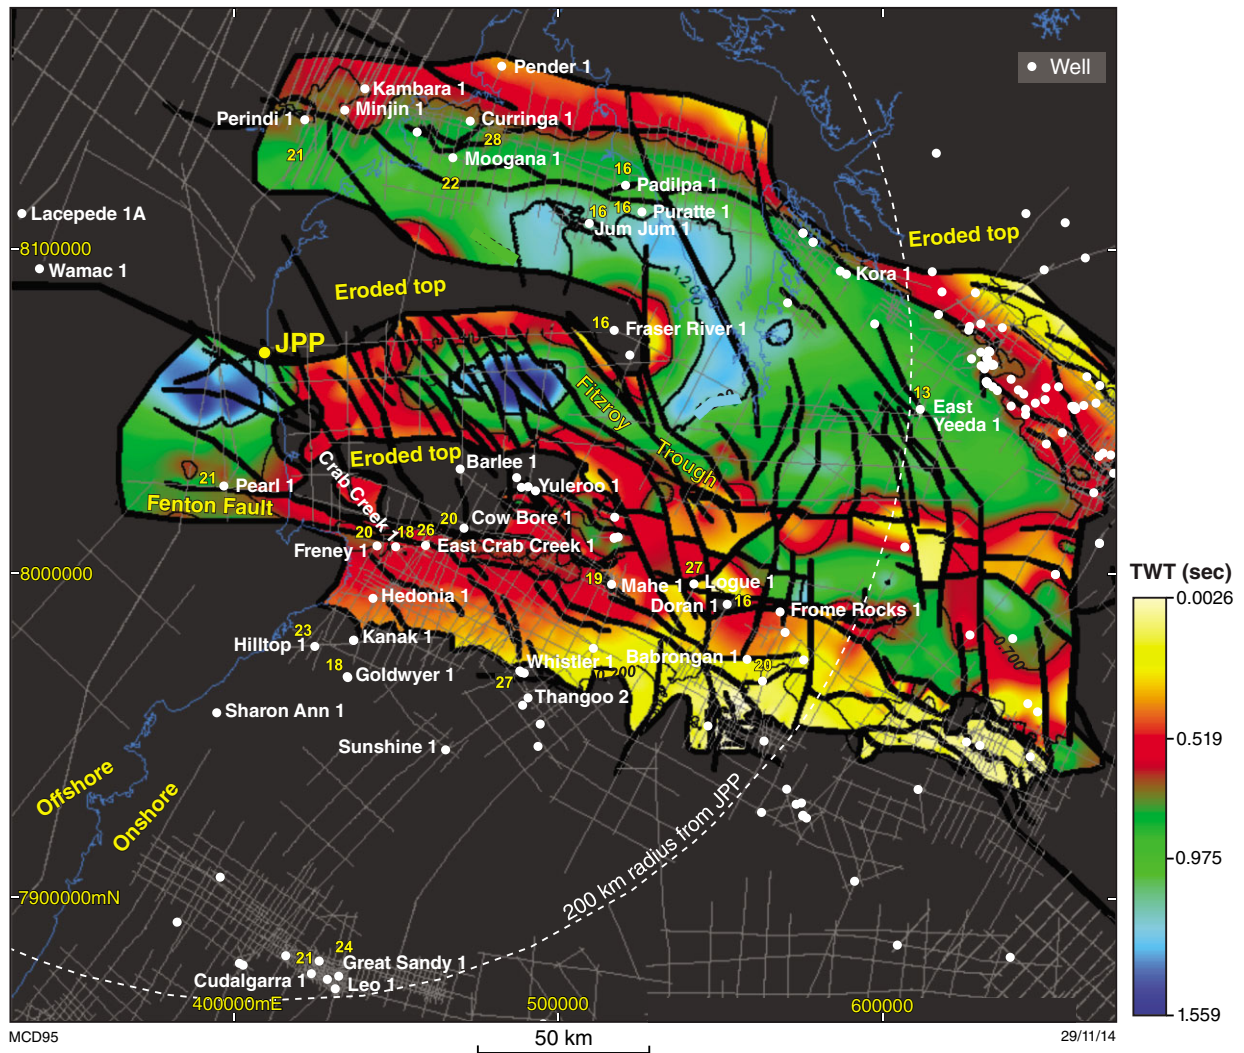 Pender 1
Well
Kambara 1
Minjin 1
Perindi 1
Curringa 1
28
21
Moogana 1
16
22
Padilpa 1
16
16
Puratte 1
Lacepede 1A
Jum Jum 1
Eroded top
8100000
Wamac 1
Kora 1
1.200
Eroded top
16
Fraser River 1
JPP
13
East
Yeeda 1
Fitzroy
Trough
Eroded top
Barlee 1
21
Pearl 1
Yuleroo 1
Crab Creek 1
Fenton Fault
20
Cow Bore 1
20
18
26
Freney 1
East Crab Creek 1
8000000
19
Mahe 1
27
Logue 1
TWT (sec)
0.0026
Hedonia 1
Doran 1
16
Frome Rocks 1
23
Kanak 1
Hilltop 1
0.700
Whistler 1
Babrongan 1
20
18
Goldwyer 1
0.200
27
Thangoo 2
Sharon Ann 1
Sunshine 1
0.519
Offshore
Onshore
200 km radius from JPP
0.975
7900000mN
24
21
Great Sandy 1
Cudalgarra 1
Leo 1
400000mE
500000
600000
1.559
MCD95
50 km
29/11/14